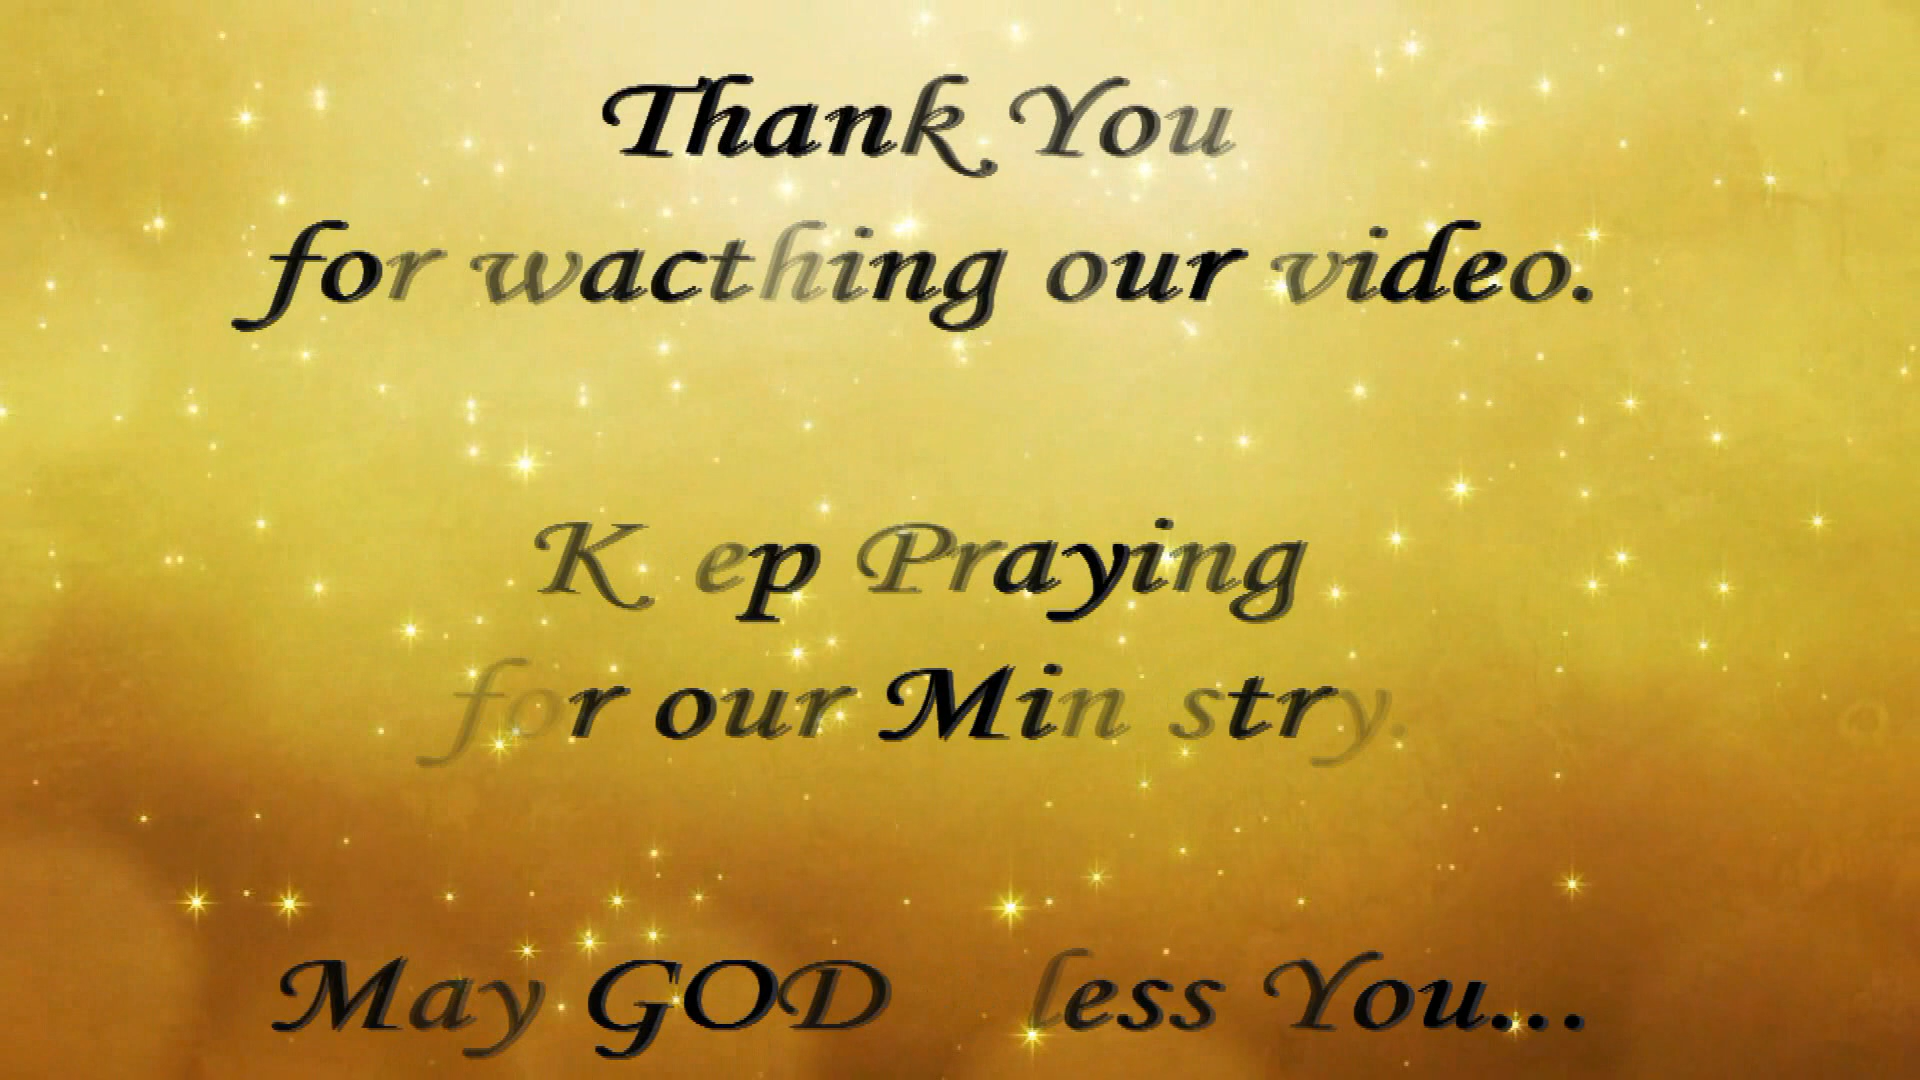 Thank You
for wacthing our video.
K ep Praying
for our Min stry.
May GOD less You...